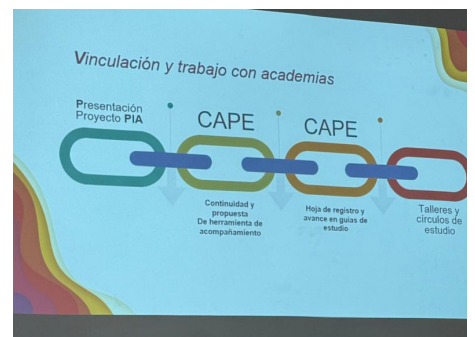 Vinculación y trabajo con academias
Presentación
Proyecto PIA
CAPE
CAPE
Continuidad y
propuesta
De herramienta de
acompañamiento
Hoja de registro y
avance en guías de
estudio
Talleres y
círculos de
estudio